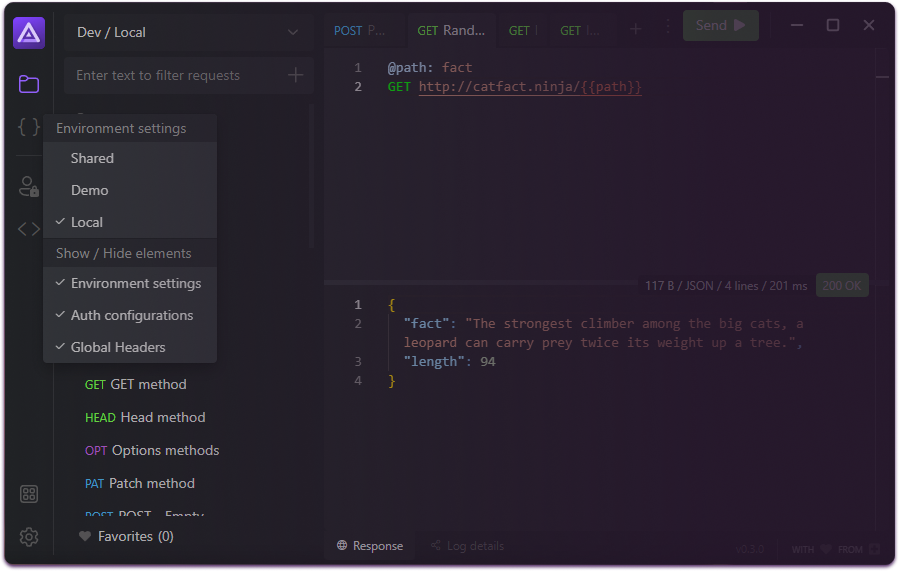 Dev / Local
POST P...
GET Rand...
GET
GET
Send
Enter text to filter requests
1 @path: fact
2 GET http://catfact.ninja/{{path}}
Environment settings
Shared
Demo
Local
Show / Hide elements
Environment settings
Auth configurations
Global Headers
GET GET method
HEAD Head method
OPT Options methods
PAT Patch method
POST POST - Empty
Favorites (0)
117 B / JSON / 4 lines / 201 ms
200 OK
1 {
2 "fact": "The strongest climber among the big cats, a
leopard can carry prey twice its weight up a tree.",
3 "length": 94
4 }
Response
Log details
v0.3.0
WITH
FROM